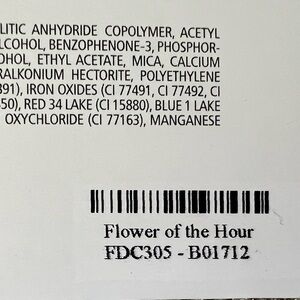 LITIC ANHYDRIDE COPOLYMER, ACETYL
LCOHOL, BENZOPHENONE-3, PHOSPHOR-
OHOL, ETHYL ACETATE, MICA, CALCIUM
RALKONIUM HECTORITE, POLYETHYLENE
891), IRON OXIDES (CI 77491, CI 77492, CI
850), RED 34 LAKE (CI 15880), BLUE 1 LAKE
OXYCHLORIDE (CI 77163), MANGANESE
Flower of the Hour
FDC305 - B01712